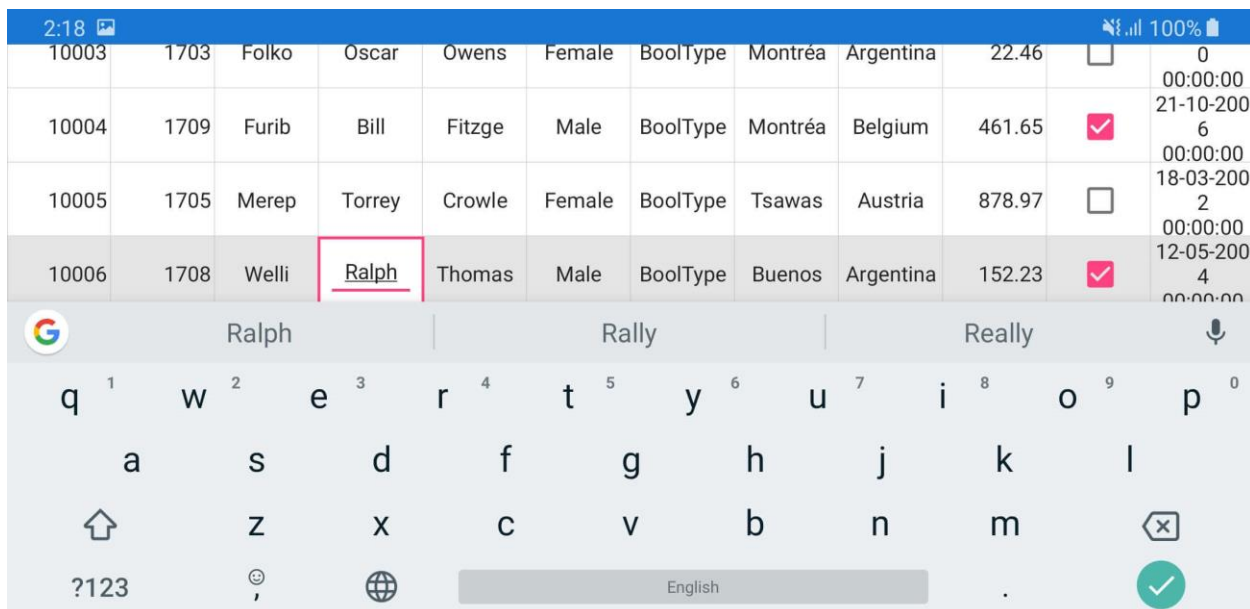 2:18 100%
10003 1703 Folko Oscar Owens Female BoolType Montréa Argentina 22.46 0
00:00:00
10004 1709 Furib Bill Fitzge Male BoolType Montréa Belgium 461.65 21-10-200
6
00:00:00
10005 1705 Merep Torrey Crowle Female BoolType Tsawas Austria 878.97 18-03-200
2
00:00:00
10006 1708 Welli Ralph Thomas Male BoolType Buenos Argentina 152.23 12-05-200
4
00:00:00
G Ralph Rally Really
q 1 w 2 e 3 r 4 t 5 y 6 u 7 i 8 o 9 p 0
a s d f g h j k l
z x c v b n m
?123 , English .